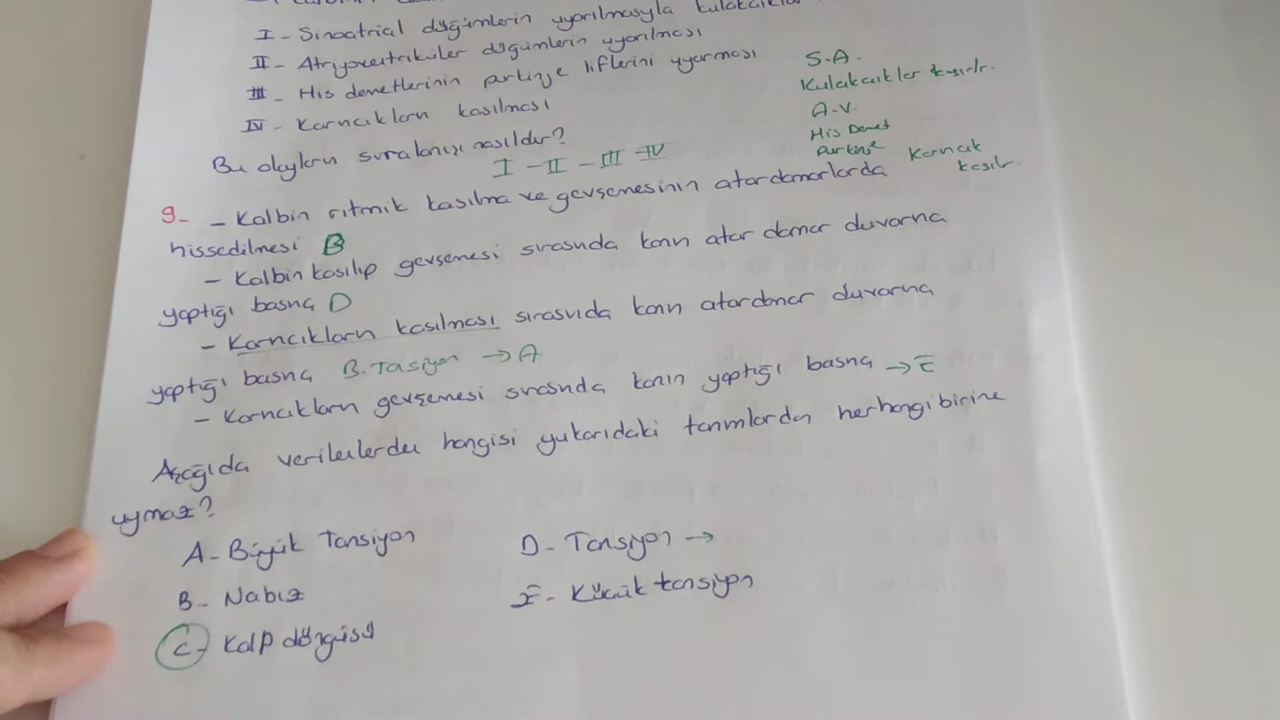 I - Sinoatrial düğümlerin uyarılmasıyla kulakçıklar
II - Atriyoventriküler düğümlerin uyarılması
III - His demetlerinin purkinje liflerini uyarması
IV - Karıncıkların kasılması
Bu olayların sıralanışı nasıldır?
I - II - III - IV
S.A.
Kulakcıklar kasılır.
A.V.
His Demet
Purkinje Karıncık
kasılır.
9- - Kalbin ritmik kasılma ve gevşemesinin atardamarlarda
hissedilmesi B
- Kalbin kasılıp gevşemesi sırasında kanın atar damar duvarına
yaptığı basınç D
- Karıncıkların kasılması sırasında kanın atardamar duvarına
yaptığı basınç B. Tasiyon → A
- Karıncıkların gevşemesi sırasında kanın yaptığı basınç → E
Aşağıda verilenlerden hangisi yukarıdaki tanımlardan herhangi birine
uymaz?
A - Büyük Tansiyon
B - Nabız
C - Kalp döngüsü
D - Tansiyon →
E - Küçük tansiyon